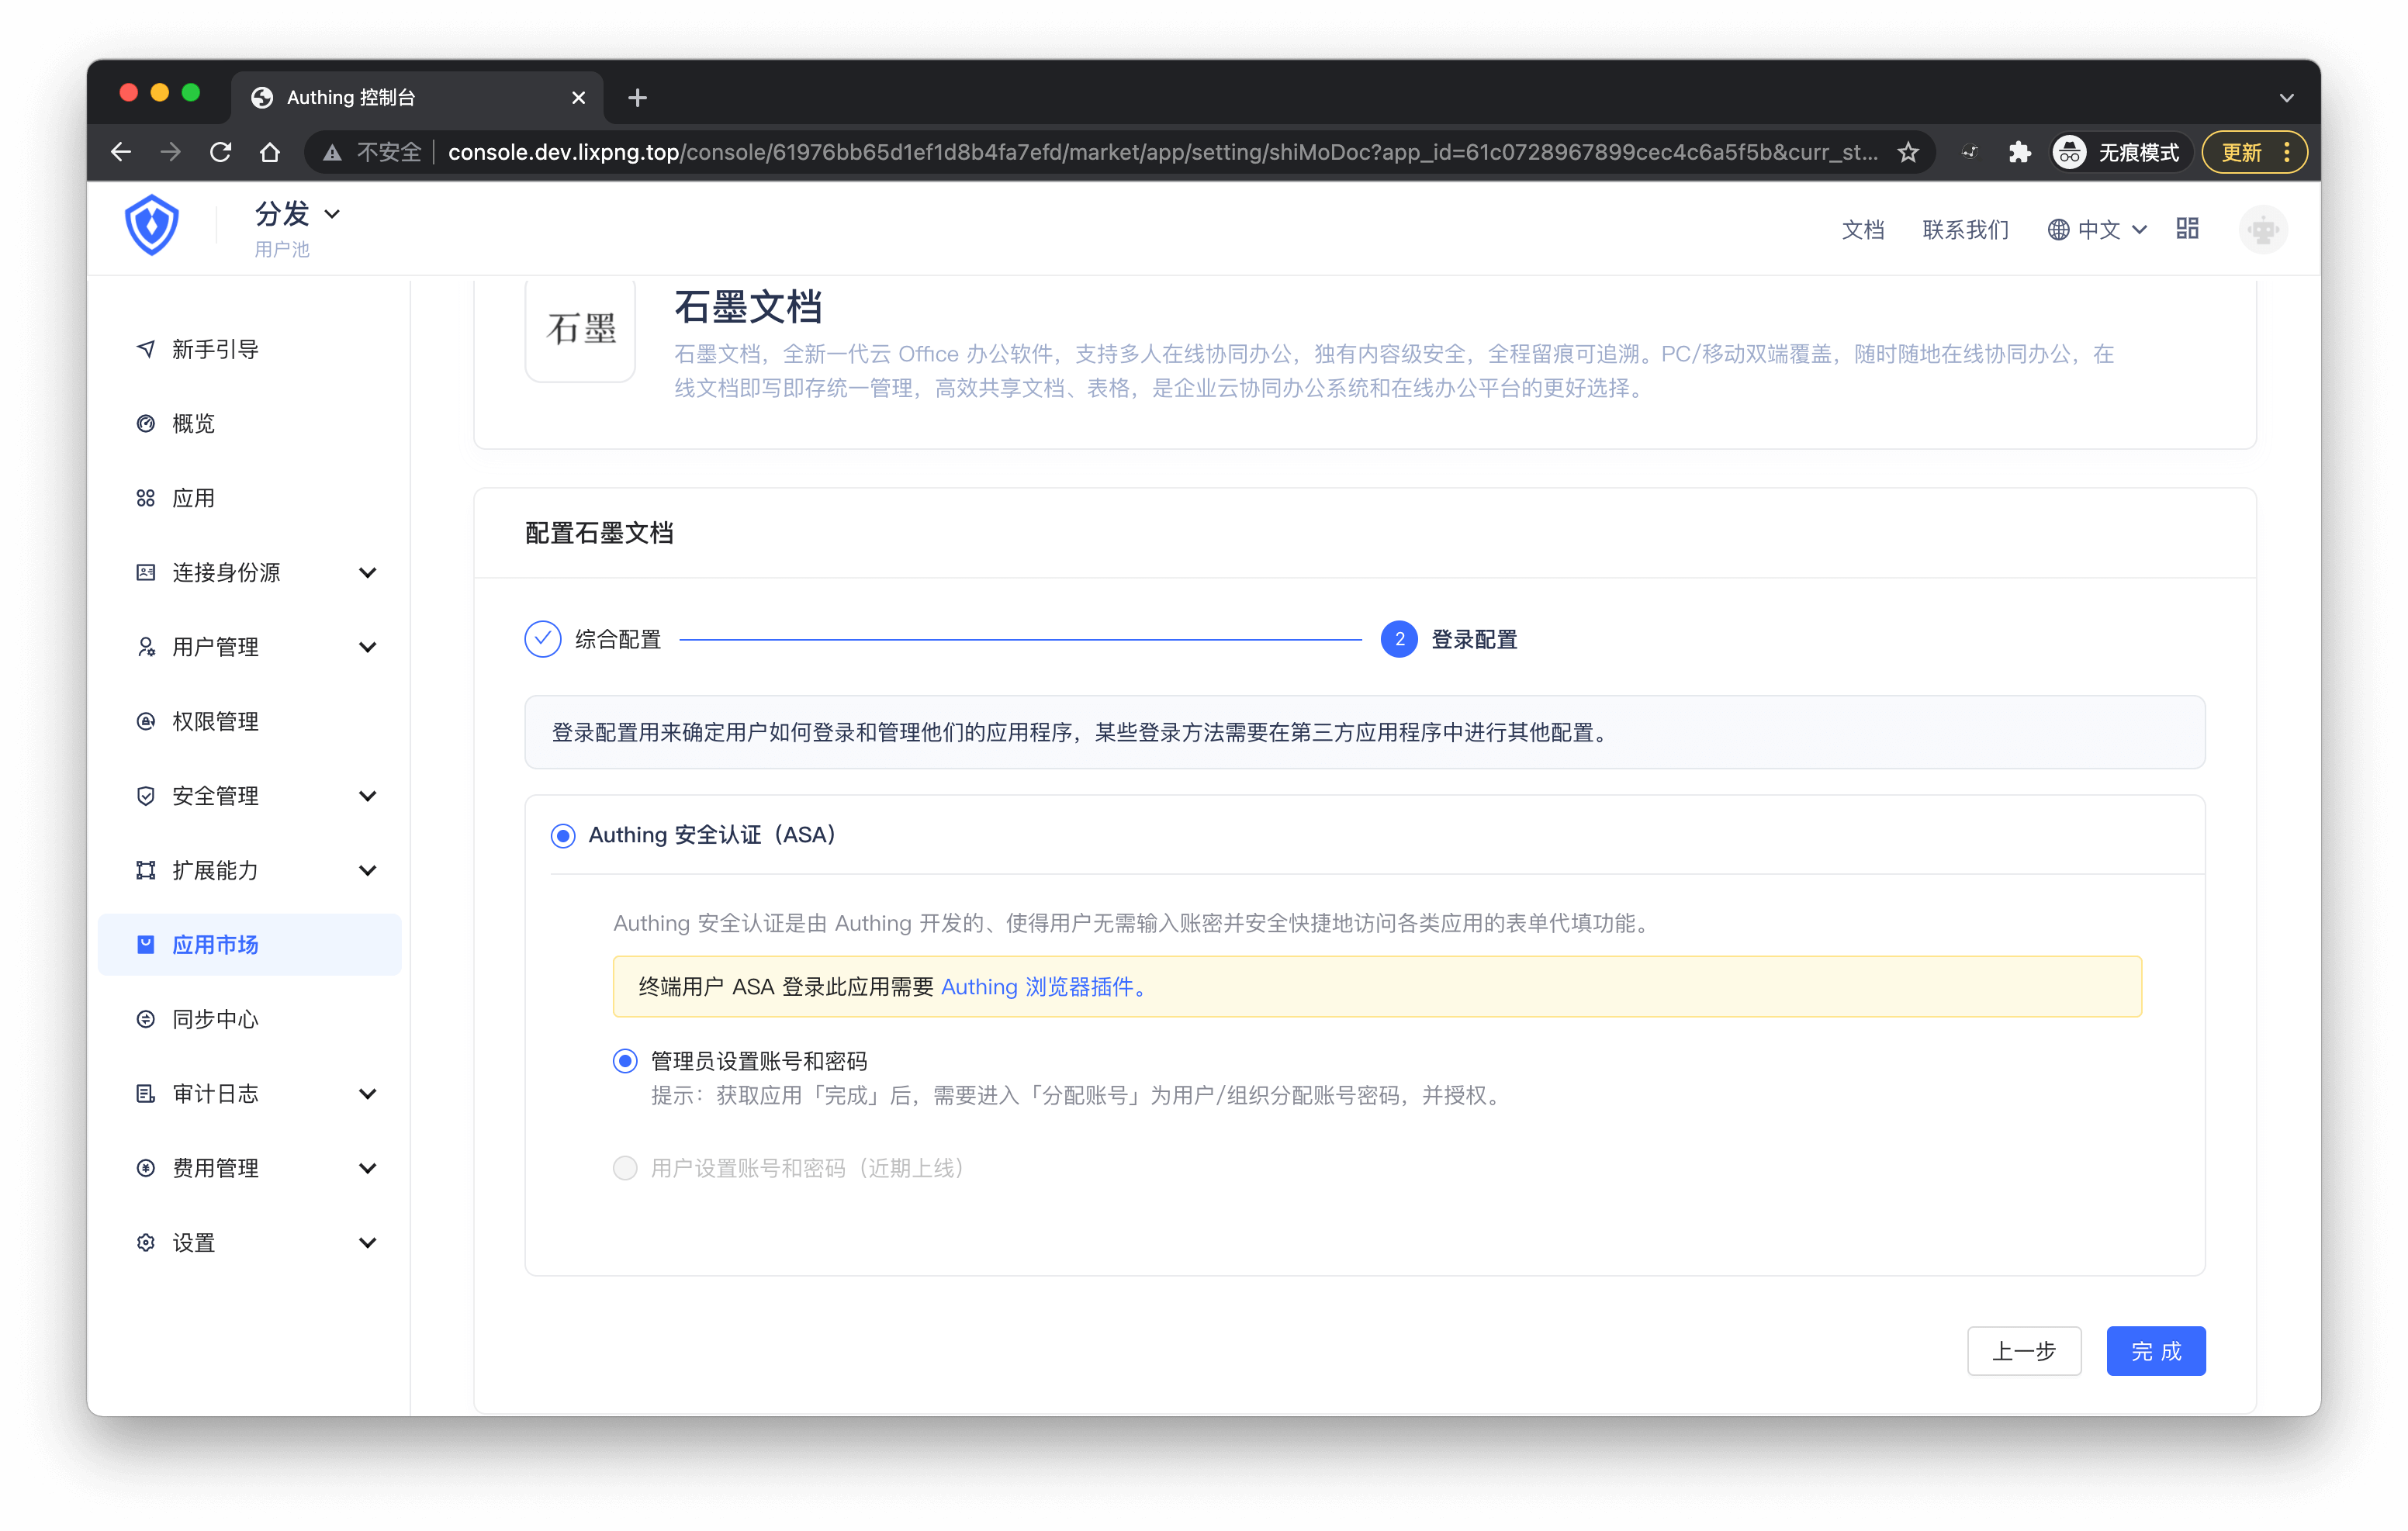 Authing 控制台
不安全 console.dev.lixpng.top/console/61976bb65d1ef1d8b4fa7efd/market/app/setting/shiMoDoc?app_id=61c0728967899cec4c6a5f5b&curr_st...
无痕模式
更新
分发
用户池
文档
联系我们
中文
新手引导
概览
应用
连接身份源
用户管理
权限管理
安全管理
扩展能力
应用市场
同步中心
审计日志
费用管理
设置
石墨
石墨文档
石墨文档，全新一代云 Office 办公软件，支持多人在线协同办公，独有内容级安全，全程留痕可追溯。PC/移动双端覆盖，随时随地在线协同办公，在
线文档即写即存统一管理，高效共享文档、表格，是企业云协同办公系统和在线办公平台的更好选择。
配置石墨文档
综合配置
2 登录配置
登录配置用来确定用户如何登录和管理他们的应用程序，某些登录方法需要在第三方应用程序中进行其他配置。
Authing 安全认证（ASA）
Authing 安全认证是由 Authing 开发的、使得用户无需输入账密并安全快捷地访问各类应用的表单代填功能。
终端用户 ASA 登录此应用需要 Authing 浏览器插件。
管理员设置账号和密码
提示：获取应用「完成」后，需要进入「分配账号」为用户/组织分配账号密码，并授权。
用户设置账号和密码（近期上线）
上一步
完 成